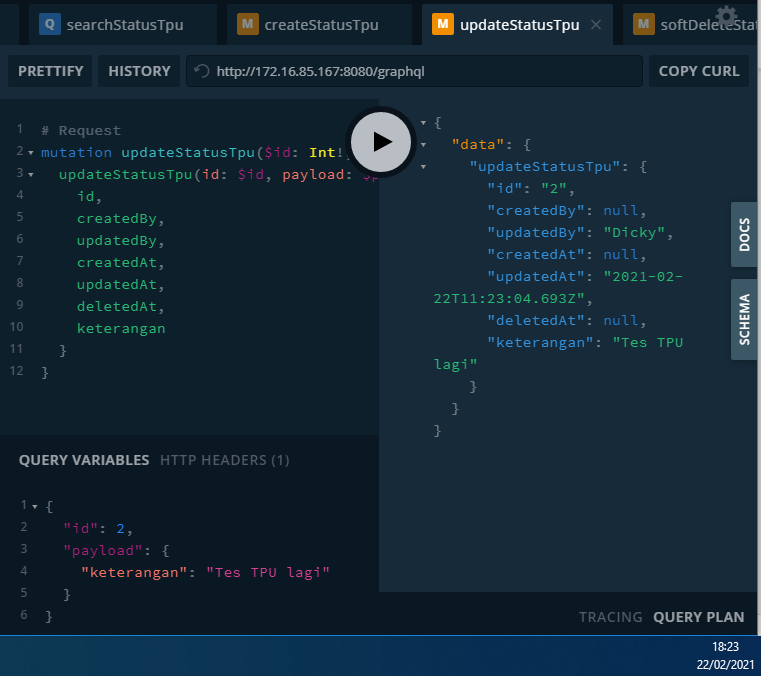 Q searchStatusTpu
M createStatusTpu
M updateStatusTpu ×
M softDeleteStat
PRETTIFY HISTORY http://172.16.85.167:8080/graphql COPY CURL
1 # Request
2 mutation updateStatusTpu($id: Int!
3 updateStatusTpu(id: $id, payload: $p
4 id,
5 createdBy,
6 updatedBy,
7 createdAt,
8 updatedAt,
9 deletedAt,
10 keterangan
11 }
12 }
{
"data": {
"updateStatusTpu": {
"id": "2",
"createdBy": null,
"updatedBy": "Dicky",
"createdAt": null,
"updatedAt": "2021-02-
22T11:23:04.693Z",
"deletedAt": null,
"keterangan": "Tes TPU
lagi"
}
}
}
DOCS
SCHEMA
QUERY VARIABLES HTTP HEADERS (1)
1 {
2 "id": 2,
3 "payload": {
4 "keterangan": "Tes TPU lagi"
5 }
6 }
TRACING QUERY PLAN
18:23
22/02/2021